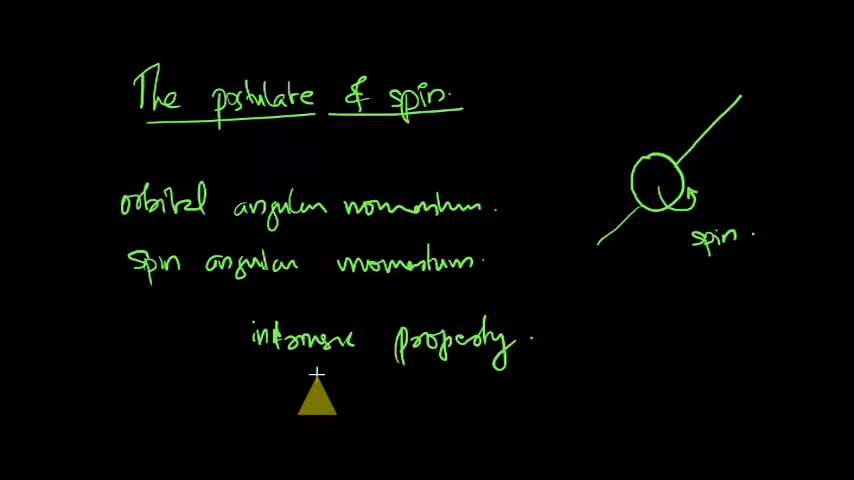 The postulate of spin.
orbital angular momentum.
spin angular momentum.
spin.
intrinsic property.